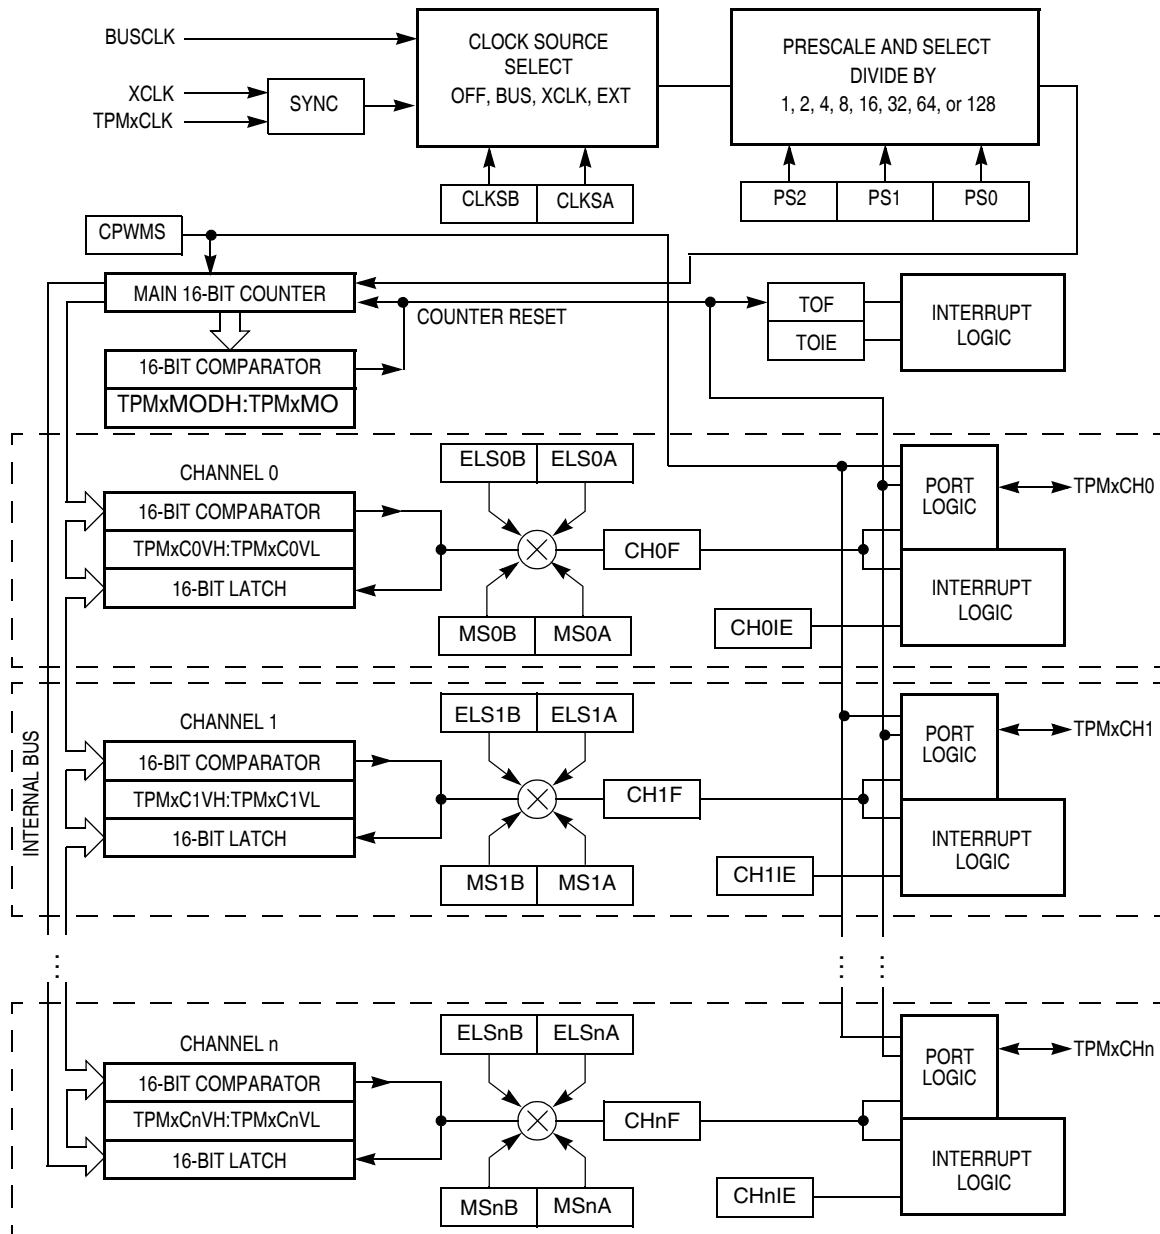 BUSCLK
CLOCK SOURCE
SELECT
OFF, BUS, XCLK, EXT
PRESCALE AND SELECT
DIVIDE BY
1, 2, 4, 8, 16, 32, 64, or 128
XCLK
TPMxCLK
SYNC
CLKSB
CLKSA
PS2
PS1
PS0
CPWMS
MAIN 16-BIT COUNTER
COUNTER RESET
TOF
TOIE
INTERRUPT
LOGIC
16-BIT COMPARATOR
TPMxMODH:TPMxMO
INTERNAL BUS
CHANNEL 0
16-BIT COMPARATOR
TPMxC0VH:TPMxC0VL
16-BIT LATCH
ELS0B
ELS0A
MS0B
MS0A
CH0F
CH0IE
PORT
LOGIC
INTERRUPT
LOGIC
TPMxCH0
CHANNEL 1
16-BIT COMPARATOR
TPMxC1VH:TPMxC1VL
16-BIT LATCH
ELS1B
ELS1A
MS1B
MS1A
CH1F
CH1IE
PORT
LOGIC
INTERRUPT
LOGIC
TPMxCH1
...
... ...
CHANNEL n
16-BIT COMPARATOR
TPMxCnVH:TPMxCnVL
16-BIT LATCH
ELSnB
ELSnA
MSnB
MSnA
CHnF
CHnIE
PORT
LOGIC
INTERRUPT
LOGIC
TPMxCHn